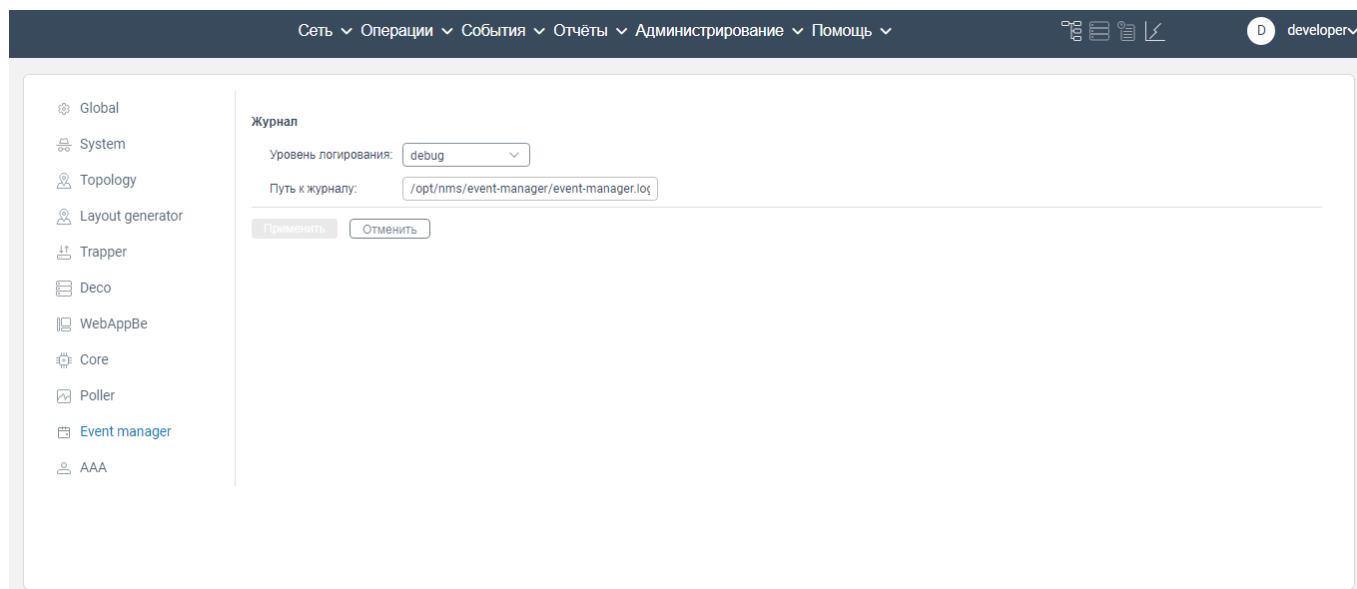 Сеть Операции События Отчёты Администрирование Помощь D developer
Global
System
Topology
Layout generator
Trapper
Deco
WebAppBe
Core
Poller
Event manager
AAA
Журнал
Уровень логирования: debug
Путь к журналу: /opt/nms/event-manager/event-manager.log
Применить Отменить